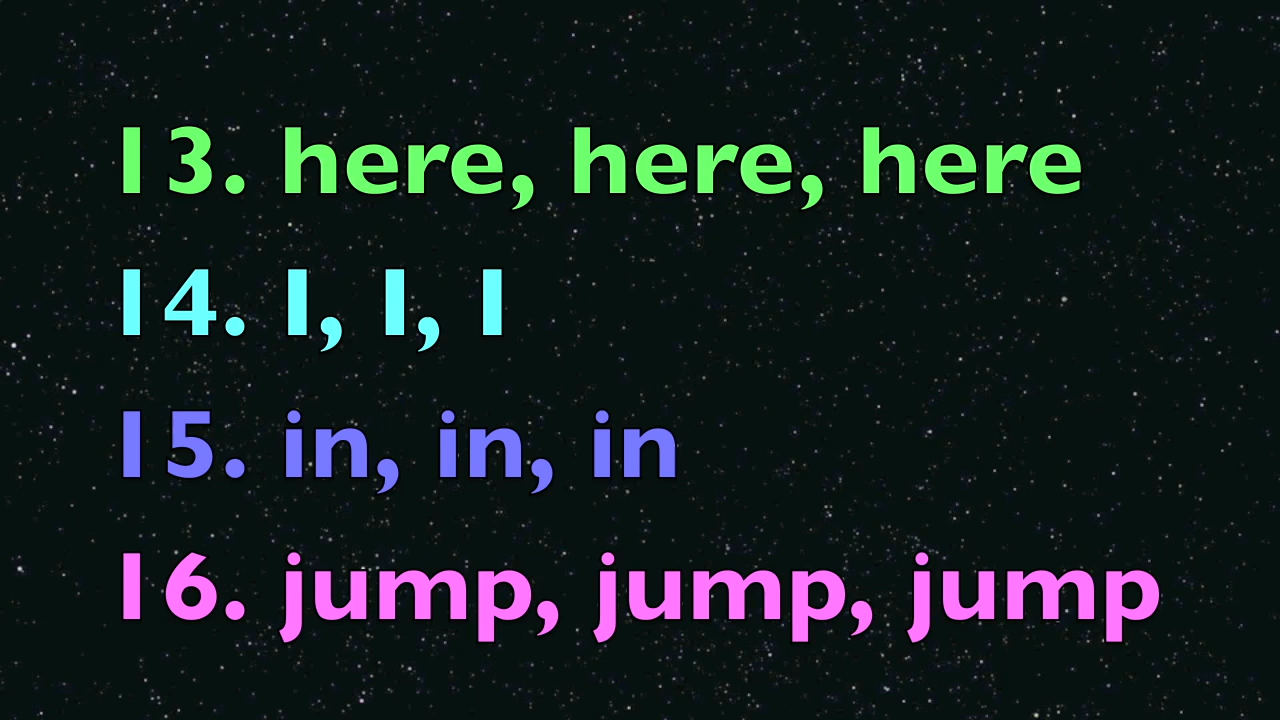 13. here, here, here
14. I, I, I
15. in, in, in
16. jump, jump, jump